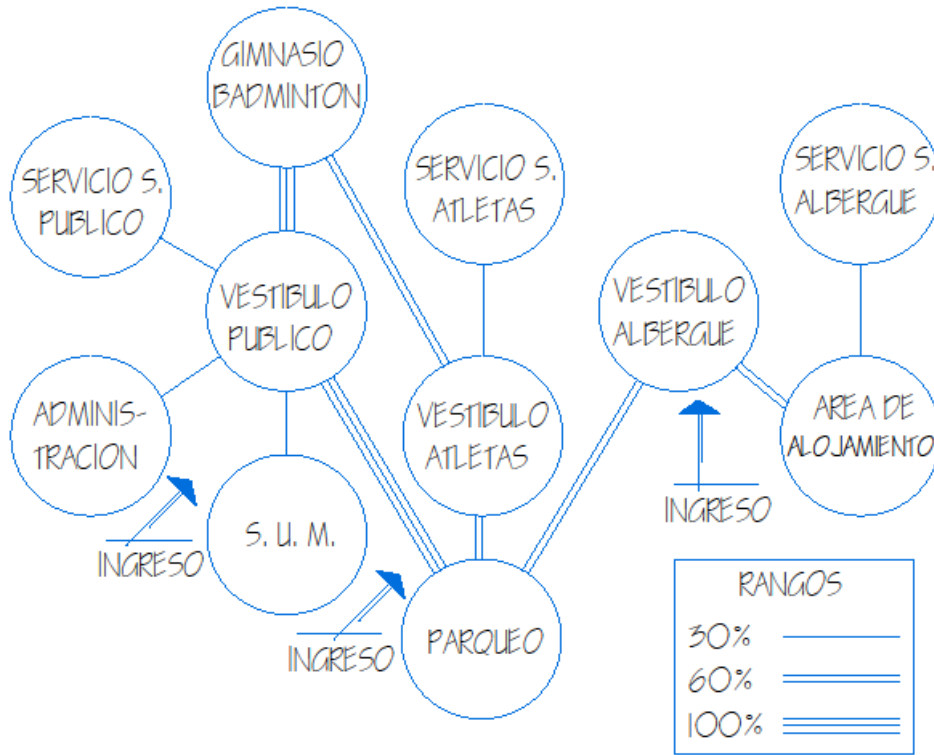 GIMNASIO
BADMINTON
SERVICIO S.
PUBLICO
SERVICIO S.
ATLETAS
SERVICIO S.
ALBERGUE
VESTIBULO
PUBLICO
VESTIBULO
ALBERGUE
ADMINIS-
TRACION
VESTIBULO
ATLETAS
AREA DE
ALOJAMIENTO
INGRESO
S. U. M.
INGRESO
PARQUEO
INGRESO
RANGOS
30%
60%
100%